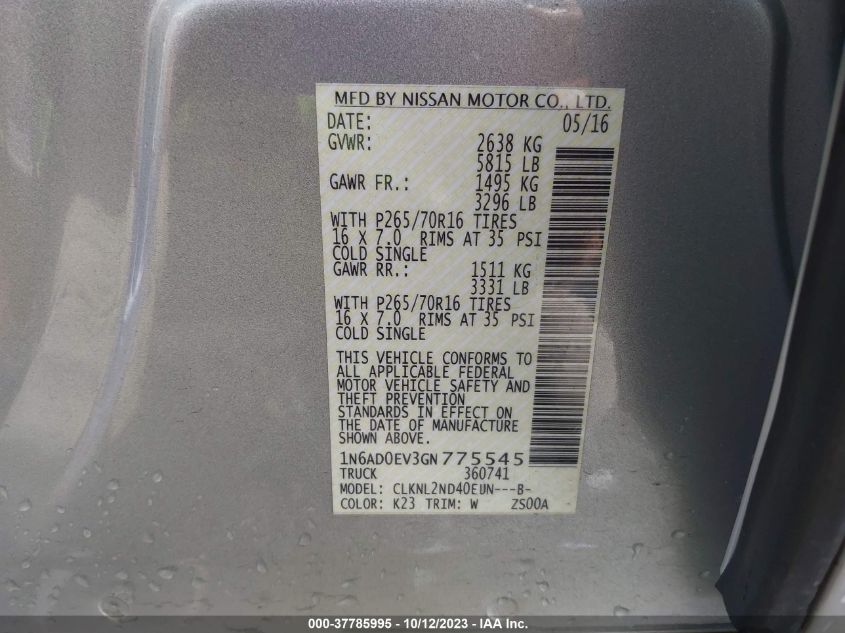 MFD BY NISSAN MOTOR CO., LTD.
DATE: 05/16
GVWR: 2638 KG
5815 LB
GAWR FR.: 1495 KG
3296 LB
WITH P265/70R16 TIRES
16 X 7.0 RIMS AT 35 PSI
COLD SINGLE
GAWR RR.: 1511 KG
3331 LB
WITH P265/70R16 TIRES
16 X 7.0 RIMS AT 35 PSI
COLD SINGLE
THIS VEHICLE CONFORMS TO
ALL APPLICABLE FEDERAL
MOTOR VEHICLE SAFETY AND
THEFT PREVENTION
STANDARDS IN EFFECT ON
THE DATE OF MANUFACTURE
SHOWN ABOVE.
1N6AD0EV3GN775545
TRUCK 360741
MODEL: CLKNL2ND40EUN---B-
COLOR: K23 TRIM: W ZS00A
000-37785995 - 10/12/2023 - IAA Inc.